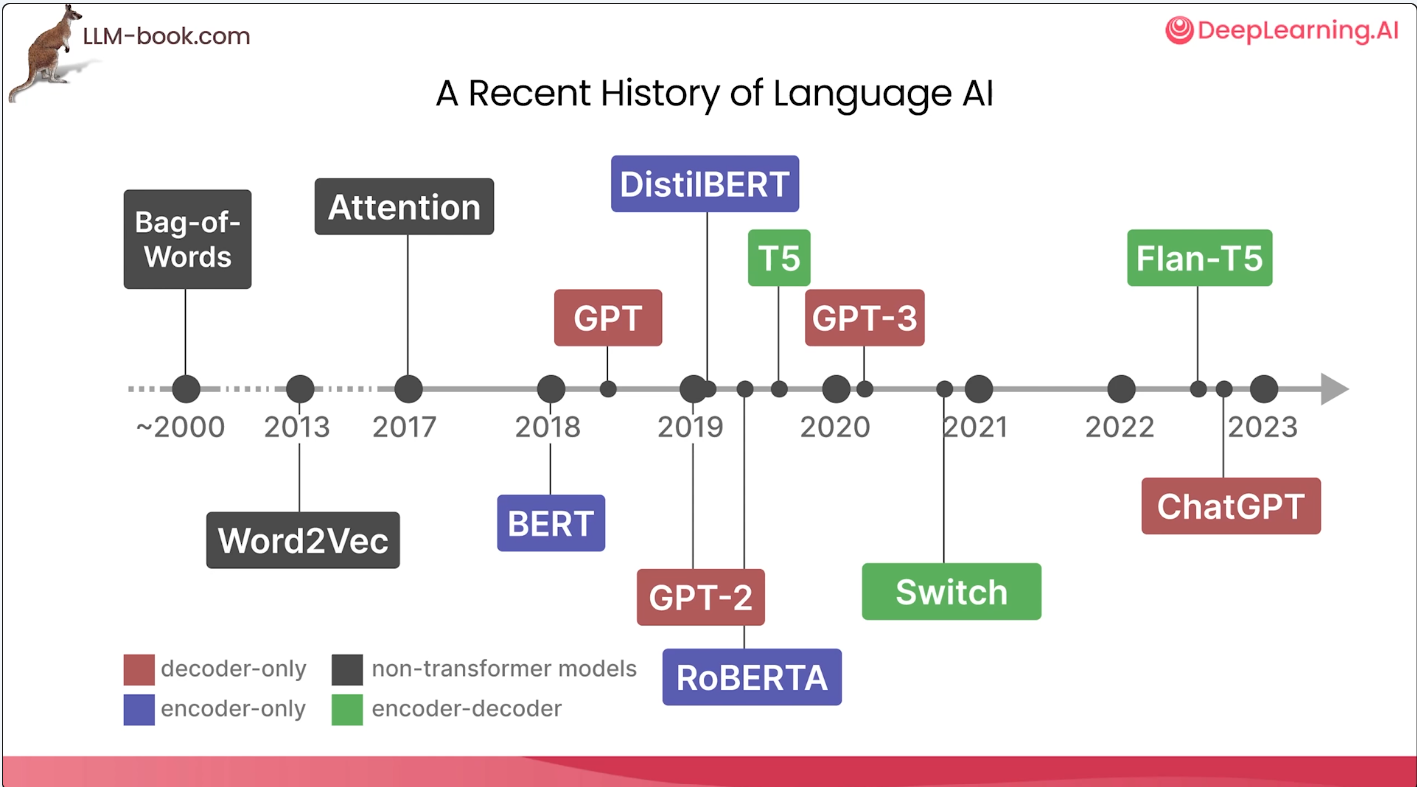 LLM-book.com
DeepLearning.AI
A Recent History of Language AI
DistilBERT
Bag-of-
Words
Attention
T5
Flan-T5
GPT
GPT-3
~2000
2013
2017
2018
2019
2020
2021
2022
2023
Word2Vec
BERT
ChatGPT
GPT-2
Switch
RoBERTA
decoder-only
non-transformer models
encoder-only
encoder-decoder